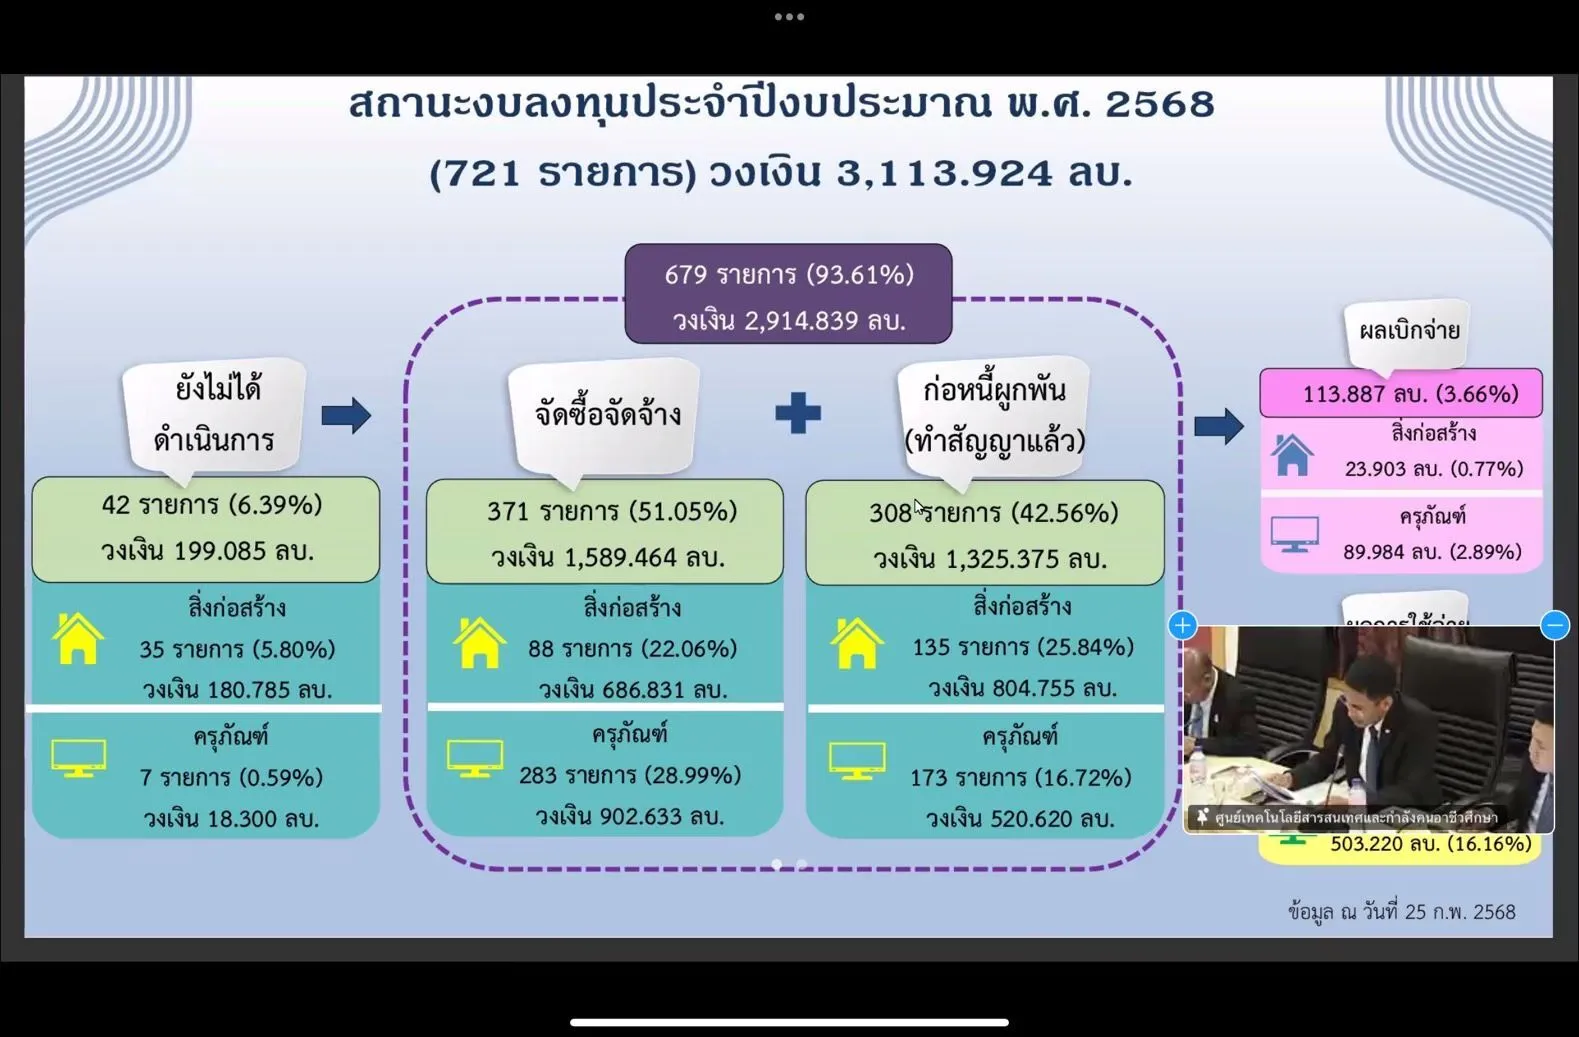 สถานะงบลงทุนประจำปีงบประมาณ พ.ศ. 2568
(721 รายการ) วงเงิน 3,113.924 ลบ.
679 รายการ (93.61%)
วงเงิน 2,914.839 ลบ.
ยังไม่ได้
ดำเนินการ
42 รายการ (6.39%)
วงเงิน 199.085 ลบ.
สิ่งก่อสร้าง
35 รายการ (5.80%)
วงเงิน 180.785 ลบ.
ครุภัณฑ์
7 รายการ (0.59%)
วงเงิน 18.300 ลบ.
จัดซื้อจัดจ้าง
371 รายการ (51.05%)
วงเงิน 1,589.464 ลบ.
สิ่งก่อสร้าง
88 รายการ (22.06%)
วงเงิน 686.831 ลบ.
ครุภัณฑ์
283 รายการ (28.99%)
วงเงิน 902.633 ลบ.
ก่อหนี้ผูกพัน
(ทำสัญญาแล้ว)
308 รายการ (42.56%)
วงเงิน 1,325.375 ลบ.
สิ่งก่อสร้าง
135 รายการ (25.84%)
วงเงิน 804.755 ลบ.
ครุภัณฑ์
173 รายการ (16.72%)
วงเงิน 520.620 ลบ.
ผลเบิกจ่าย
113.887 ลบ. (3.66%)
สิ่งก่อสร้าง
23.903 ลบ. (0.77%)
ครุภัณฑ์
89.984 ลบ. (2.89%)
ศูนย์เทคโนโลยีสารสนเทศและกำลังคนอาชีวศึกษา
503.220 ลบ. (16.16%)
ข้อมูล ณ วันที่ 25 ก.พ. 2568